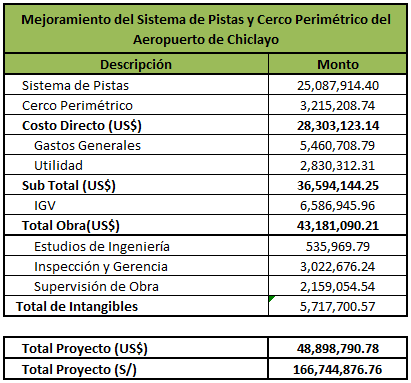 Mejoramiento del Sistema de Pistas y Cerco Perimétrico del
Aeropuerto de Chiclayo
Descripción Monto
Sistema de Pistas 25,087,914.40
Cerco Perimétrico 3,215,208.74
Costo Directo (US$) 28,303,123.14
Gastos Generales 5,460,708.79
Utilidad 2,830,312.31
Sub Total (US$) 36,594,144.25
IGV 6,586,945.96
Total Obra(US$) 43,181,090.21
Estudios de Ingeniería 535,969.79
Inspección y Gerencia 3,022,676.24
Supervisión de Obra 2,159,054.54
Total de Intangibles 5,717,700.57
Total Proyecto (US$) 48,898,790.78
Total Proyecto (S/) 166,744,876.76